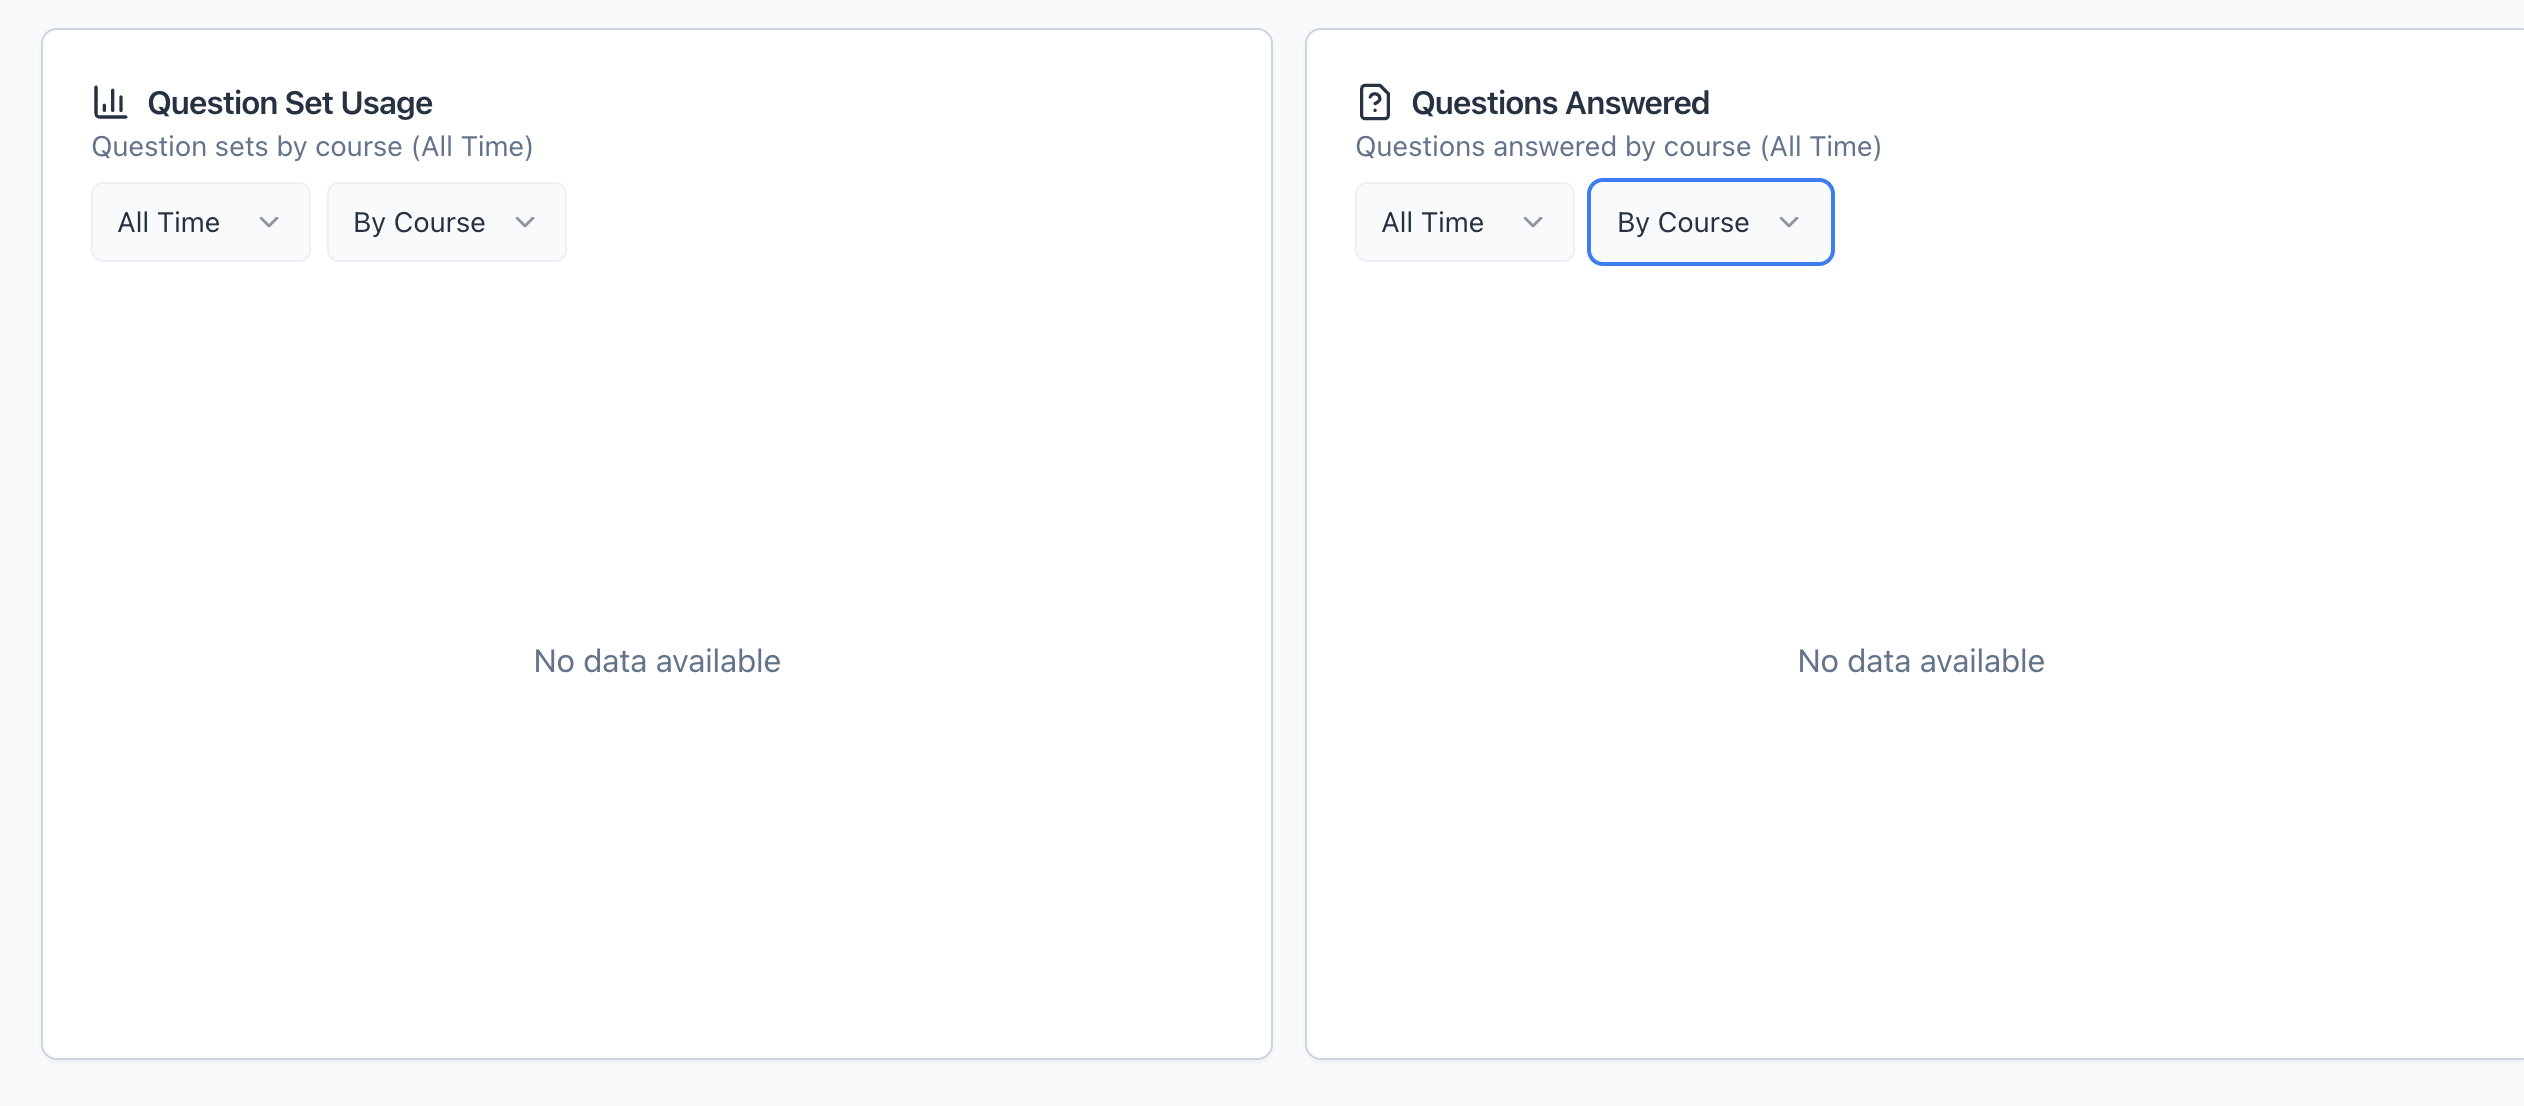 Question Set Usage
Question sets by course (All Time)
All Time
By Course
No data available
Questions Answered
Questions answered by course (All Time)
All Time
By Course
No data available